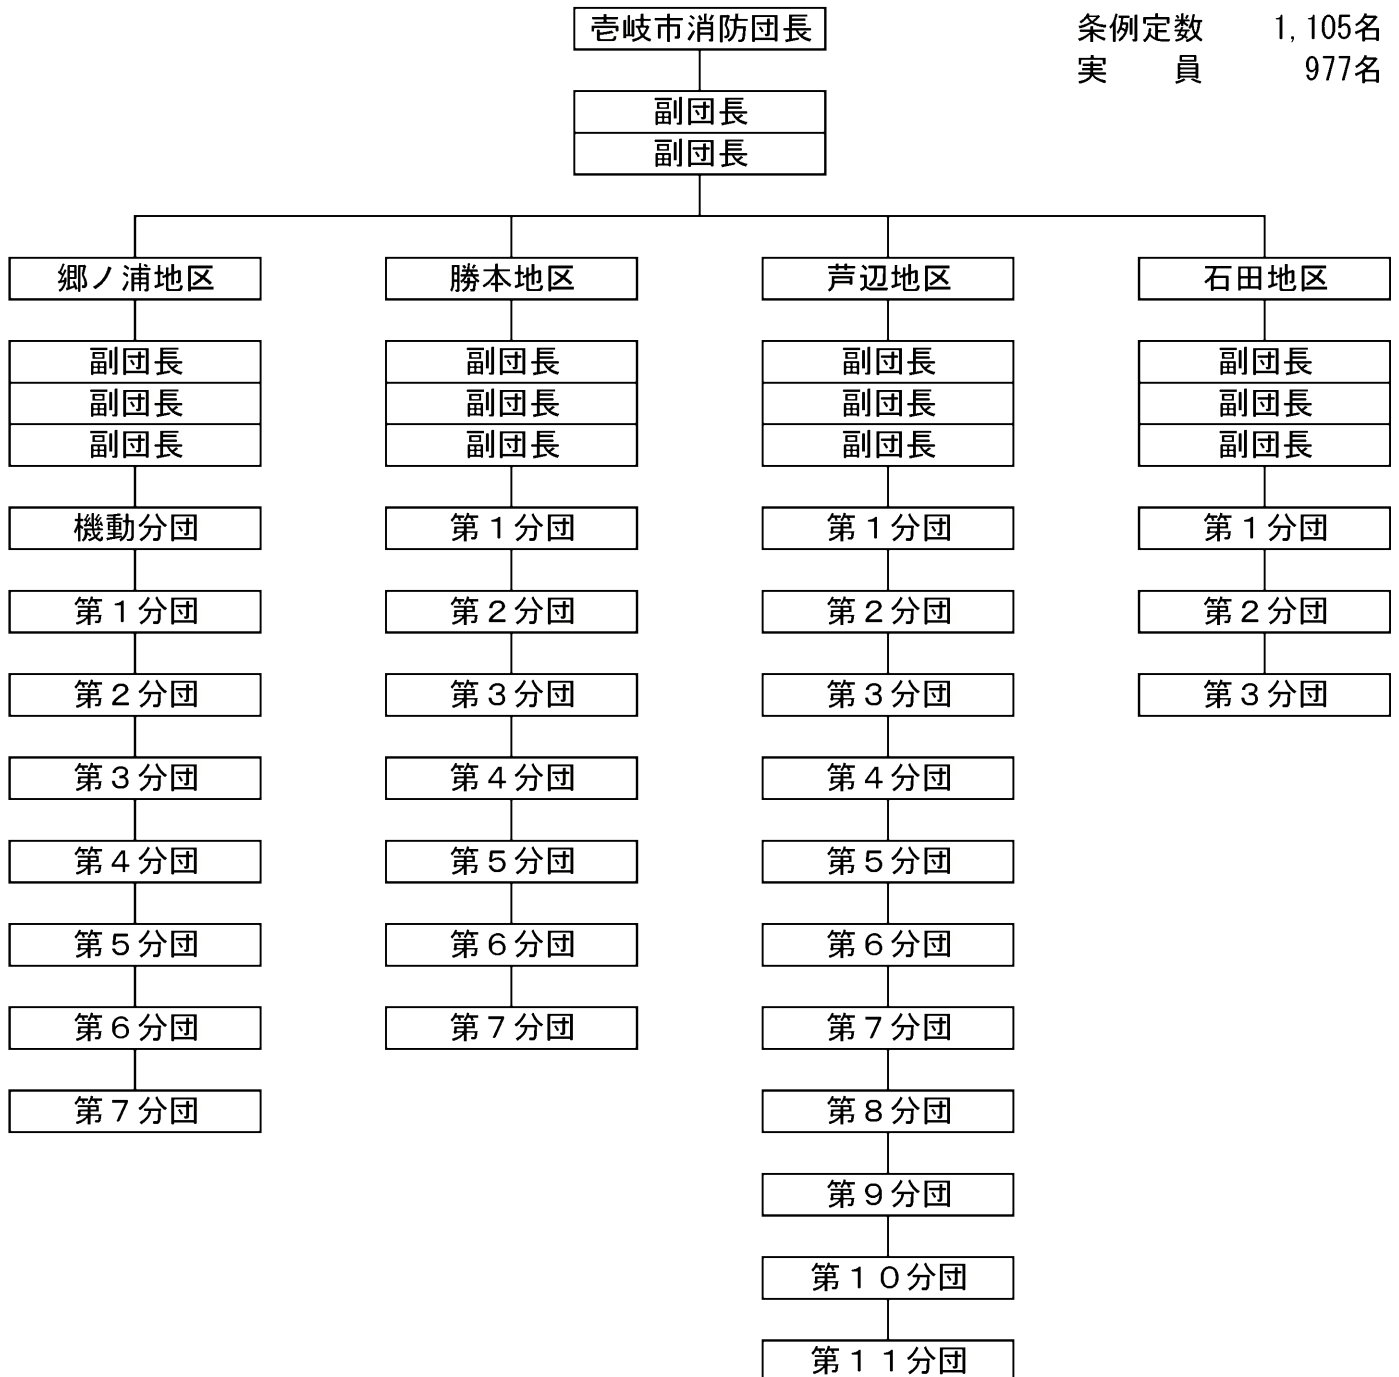 壱岐市消防団長
条例定数 1,105名
実員 977名
副団長
副団長
郷ノ浦地区
副団長
副団長
副団長
機動分団
第１分団
第２分団
第３分団
第４分団
第５分団
第６分団
第７分団
勝本地区
副団長
副団長
副団長
第１分団
第２分団
第３分団
第４分団
第５分団
第６分団
第７分団
芦辺地区
副団長
副団長
副団長
第１分団
第２分団
第３分団
第４分団
第５分団
第６分団
第７分団
第８分団
第９分団
第１０分団
第１１分団
石田地区
副団長
副団長
副団長
第１分団
第２分団
第３分団